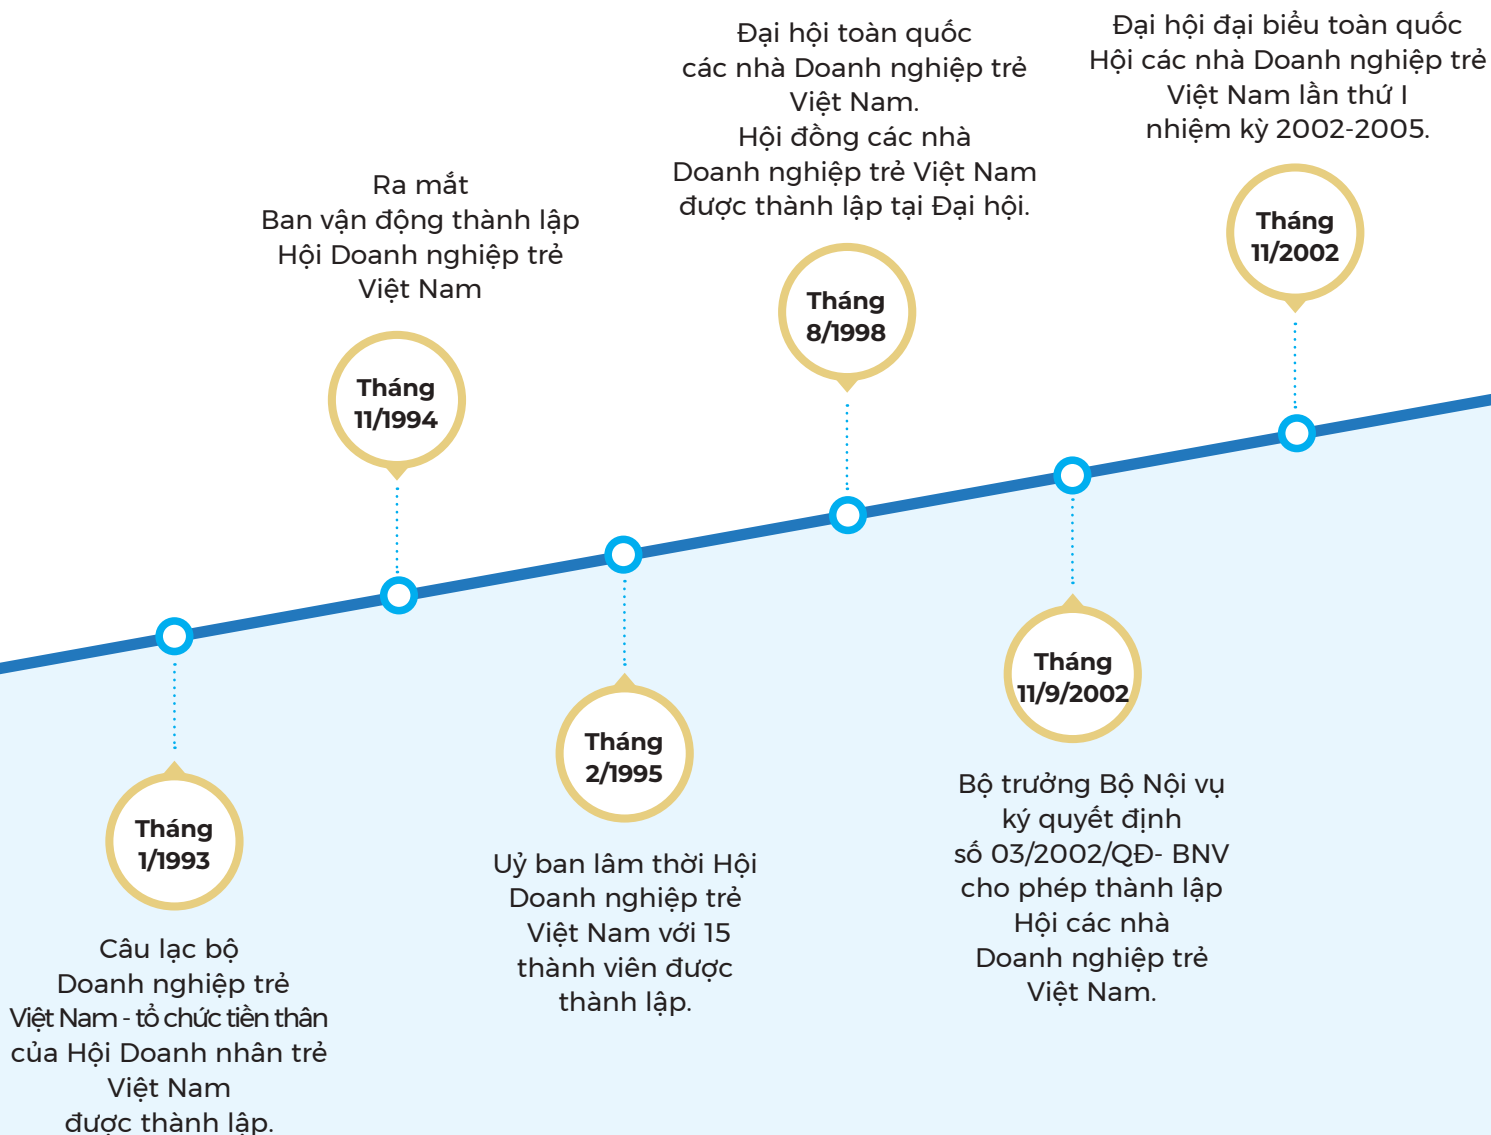 Câu lạc bộ
Doanh nghiệp trẻ
Việt Nam - tổ chức tiền thân
của Hội Doanh nhân trẻ
Việt Nam
được thành lập.
Tháng
1/1993
Ra mắt
Ban vận động thành lập
Hội Doanh nghiệp trẻ
Việt Nam
Tháng
11/1994
Tháng
2/1995
Uỷ ban lâm thời Hội
Doanh nghiệp trẻ
Việt Nam với 15
thành viên được
thành lập.
Đại hội toàn quốc
các nhà Doanh nghiệp trẻ
Việt Nam.
Hội đồng các nhà
Doanh nghiệp trẻ Việt Nam
được thành lập tại Đại hội.
Tháng
8/1998
Tháng
11/9/2002
Bộ trưởng Bộ Nội vụ
ký quyết định
số 03/2002/QĐ- BNV
cho phép thành lập
Hội các nhà
Doanh nghiệp trẻ
Việt Nam.
Đại hội đại biểu toàn quốc
Hội các nhà Doanh nghiệp trẻ
Việt Nam lần thứ I
nhiệm kỳ 2002-2005.
Tháng
11/2002